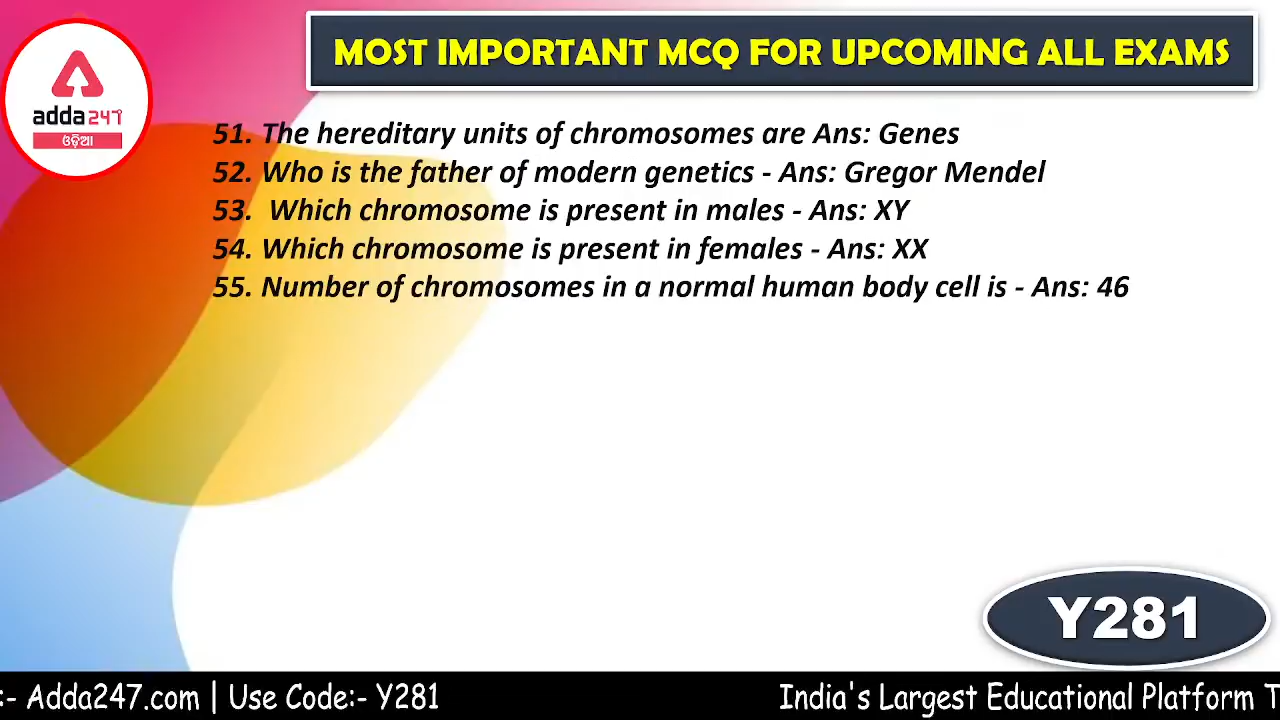 MOST IMPORTANT MCQ FOR UPCOMING ALL EXAMS
adda247
ଓଡ଼ିଆ
51. The hereditary units of chromosomes are Ans: Genes
52. Who is the father of modern genetics - Ans: Gregor Mendel
53. Which chromosome is present in males - Ans: XY
54. Which chromosome is present in females - Ans: XX
55. Number of chromosomes in a normal human body cell is - Ans: 46
Y281
:- Adda247.com | Use Code:- Y281 India's Largest Educational Platform T